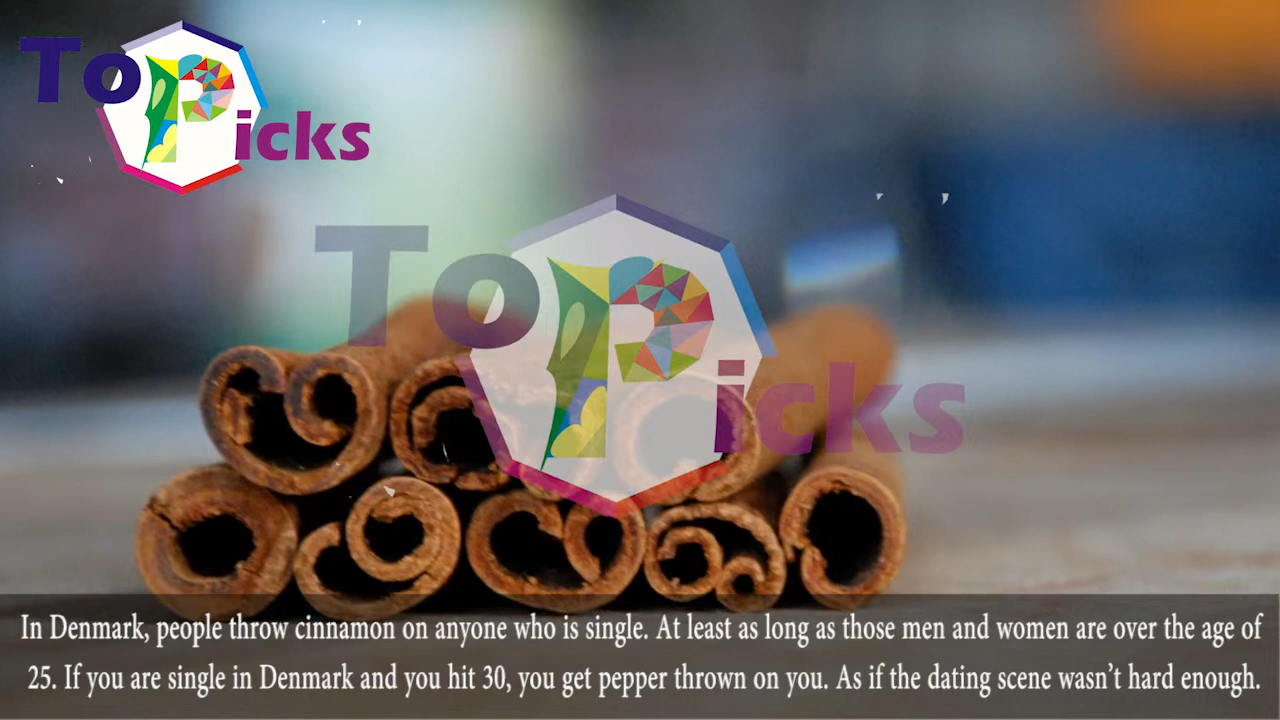 ToPicks
ToPicks
In Denmark, people throw cinnamon on anyone who is single. At least as long as those men and women are over the age of
25. If you are single in Denmark and you hit 30, you get pepper thrown on you. As if the dating scene wasn’t hard enough.